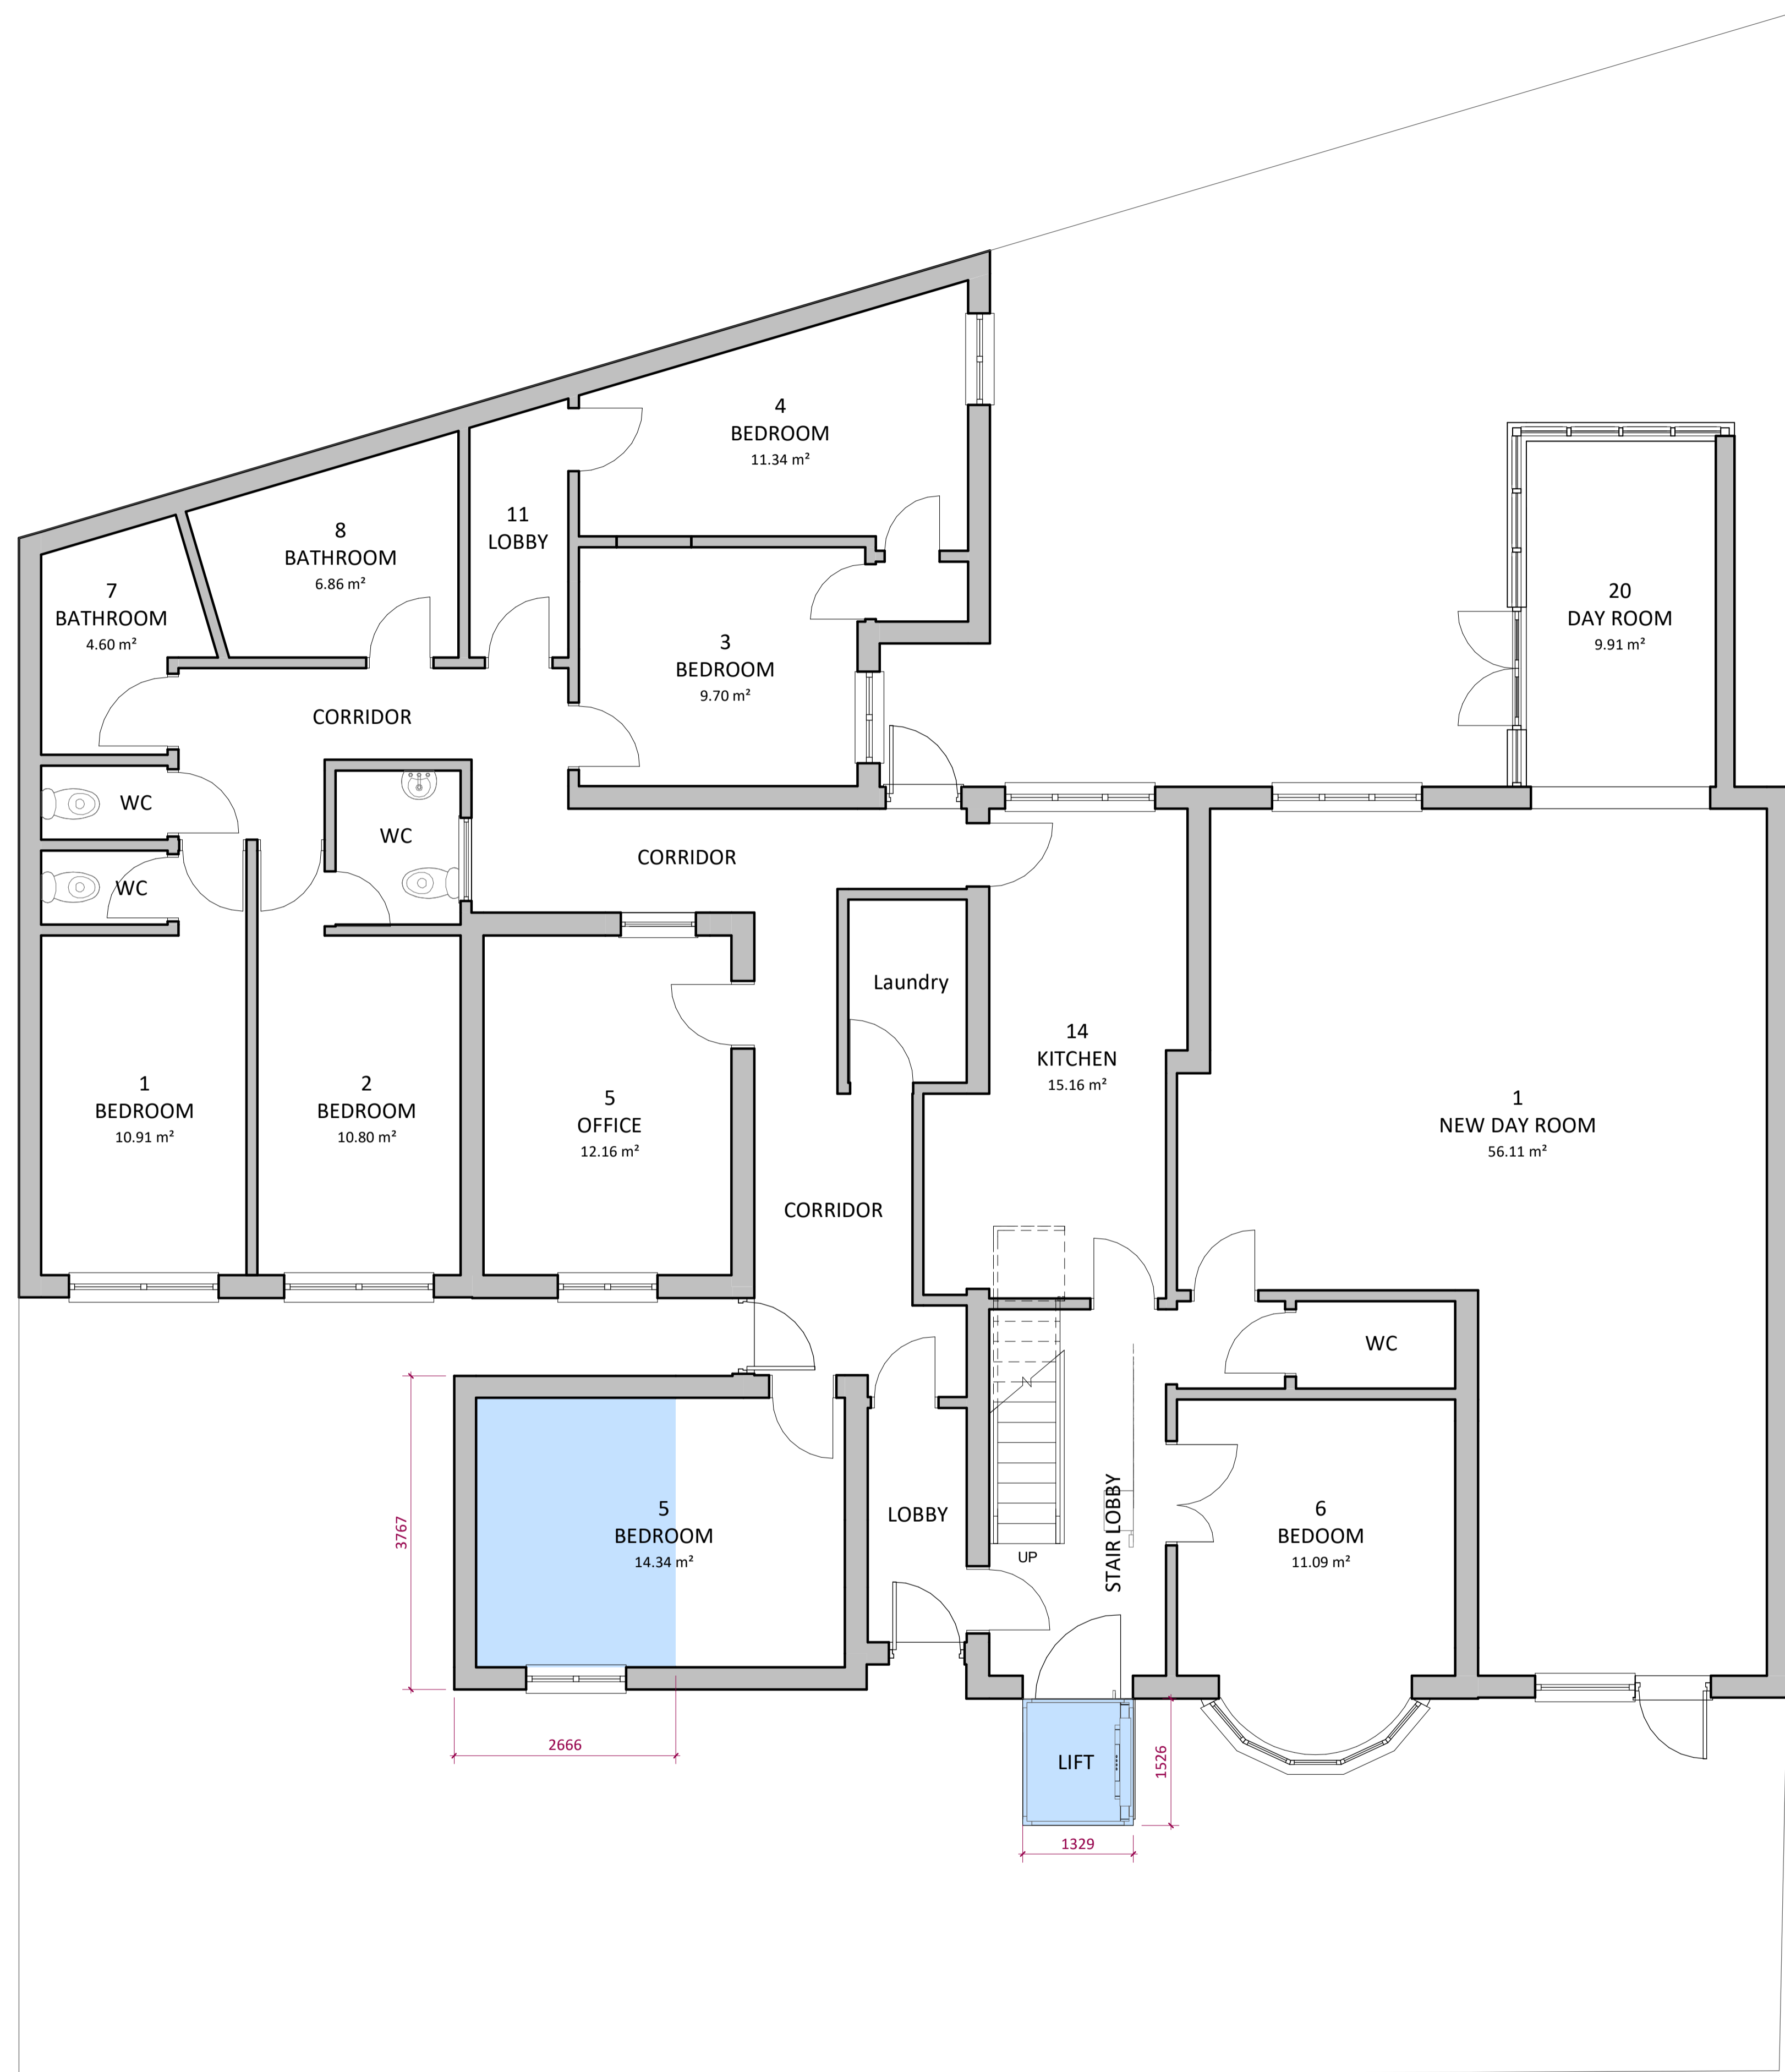 4
BEDROOM
11.34 m²
11
LOBBY
8
BATHROOM
6.86 m²
7
BATHROOM
4.60 m²
20
DAY ROOM
9.91 m²
3
BEDROOM
9.70 m²
CORRIDOR
WC
WC
CORRIDOR
WC
Laundry
14
KITCHEN
15.16 m²
1
BEDROOM
10.91 m²
2
BEDROOM
10.80 m²
5
OFFICE
12.16 m²
1
NEW DAY ROOM
56.11 m²
CORRIDOR
WC
3767
5
BEDROOM
14.34 m²
LOBBY
UP
STAIR LOBBY
6
BEDOOM
11.09 m²
2666
LIFT
1526
1329